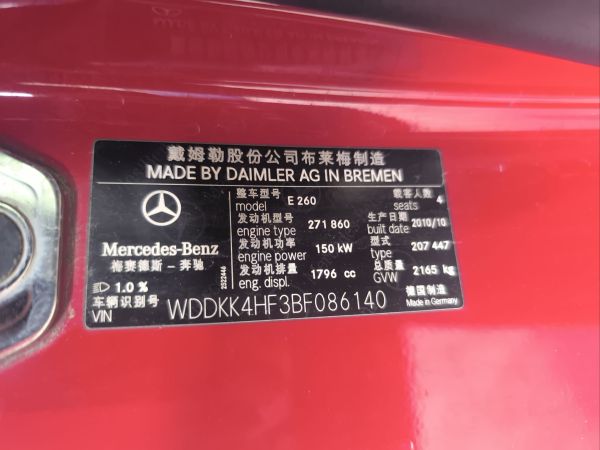 戴姆勒股份公司布莱梅制造
MADE BY DAIMLER AG IN BREMEN
整车型号 model E 260 载客人数 seats 4
发动机型号 engine type 271 860 生产日期 built date 2010/10
发动机功率 engine power 150 kW 型式 type 207 447
发动机排量 eng. displ. 1796 cc 总质量 GVW 2165 kg
Mercedes-Benz
梅赛德斯 - 奔驰
1.0 %
车辆识别号 VIN WDDKK4HF3BF086140
德国制造
Made in Germany